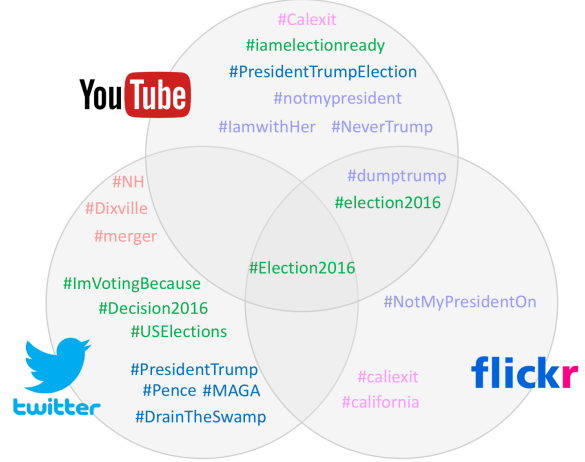 #Calexit
#iamelectionready
#PresidentTrumpElection
YouTube
#notmypresident
#IamwithHer #NeverTrump
#dumptrump
#NH
#election2016
#Dixville
#merger
#Election2016
#ImVotingBecause
#NotMyPresidentOn
#Decision2016
#USElections
#PresidentTrump
#caliexit
flickr
#Pence #MAGA
#california
twitter
#DrainTheSwamp